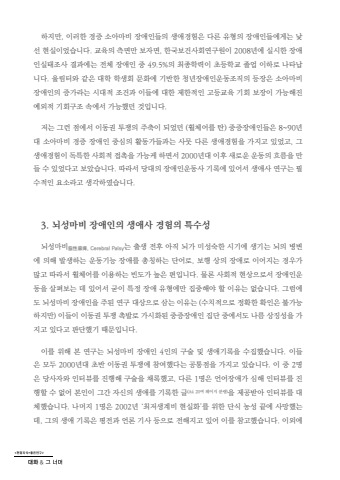 하지만, 이러한 경증 소아마비 장애인들의 생애경험은 다른 유형의 장애인들에게는 낯
선 현실이었습니다. 교육의 측면만 보자면, 한국보건사회연구원이 2008년에 실시한 장애
인실태조사 결과에는 전체 장애인 중 49.5%의 최종학력이 초등학교 졸업 이하로 나타납
니다. 울림터와 같은 대학 학생회 문화에 기반한 청년장애인운동조직의 등장은 소아마비
장애인의 증가라는 시대적 조건과 이들에 대한 제한적인 고등교육 기회 보장이 가능해진
예외적 기회구조 속에서 가능했던 것입니다.
저는 그런 점에서 이동권 투쟁의 주축이 되었던 (휠체어를 탄) 중증장애인들은 8~90년
대 소아마비 경증 장애인 중심의 활동가들과는 사뭇 다른 생애경험을 가지고 있었고, 그
생애경험이 독특한 사회적 접촉을 가능케 하면서 2000년대 이후 새로운 운동의 흐름을 만
들 수 있었다고 보았습니다. 따라서 당대의 장애인운동사 기록에 있어서 생애사 연구는 필
수적인 요소라고 생각하였습니다.
3. 뇌성마비 장애인의 생애사 경험의 특수성
뇌성마비(腦性麻痺, Cerebral Palsy)는 출생 전후 아직 뇌가 미성숙한 시기에 생기는 뇌의 병변
에 의해 발생하는 운동기능 장애를 총칭하는 단어로, 보행 상의 장애로 이어지는 경우가
많고 따라서 휠체어를 이용하는 빈도가 높은 편입니다. 물론 사회적 현상으로서 장애인운
동을 살펴보는 데 있어서 굳이 특정 장애 유형에만 집중해야 할 이유는 없습니다. 그런에
도 뇌성마비 장애인을 주된 연구 대상으로 삼는 이유는 (수치적으로 정확한 확인은 불가능
하지만) 이들이 이동권 투쟁 촉발로 가시화된 중증장애인 집단 중에서도 나름 상징성을 가
지고 있다고 판단했기 때문입니다.
이를 위해 본 연구는 뇌성마비 장애인 4인의 구술 및 생애기록을 수집했습니다. 이들
은 모두 2000년대 초반 이동권 투쟁에 참여했다는 공통점을 가지고 있습니다. 이 중 2명
은 당사자와 인터뷰를 진행해 구술을 채록했고, 다른 1명은 언어장애가 심해 인터뷰를 진
행할 수 없어 본인이 그간 자신의 생애를 기록한 글을 제공받아 인터뷰를 대
체했습니다. 나머지 1명은 2002년 '최저생계비 현실화'를 위한 단식 농성 끝에 사망했는
데, 그의 생애 기록은 평전과 언론 기사 등으로 전해지고 있어 이를 참고했습니다. 이외에
대화 & 그 너머